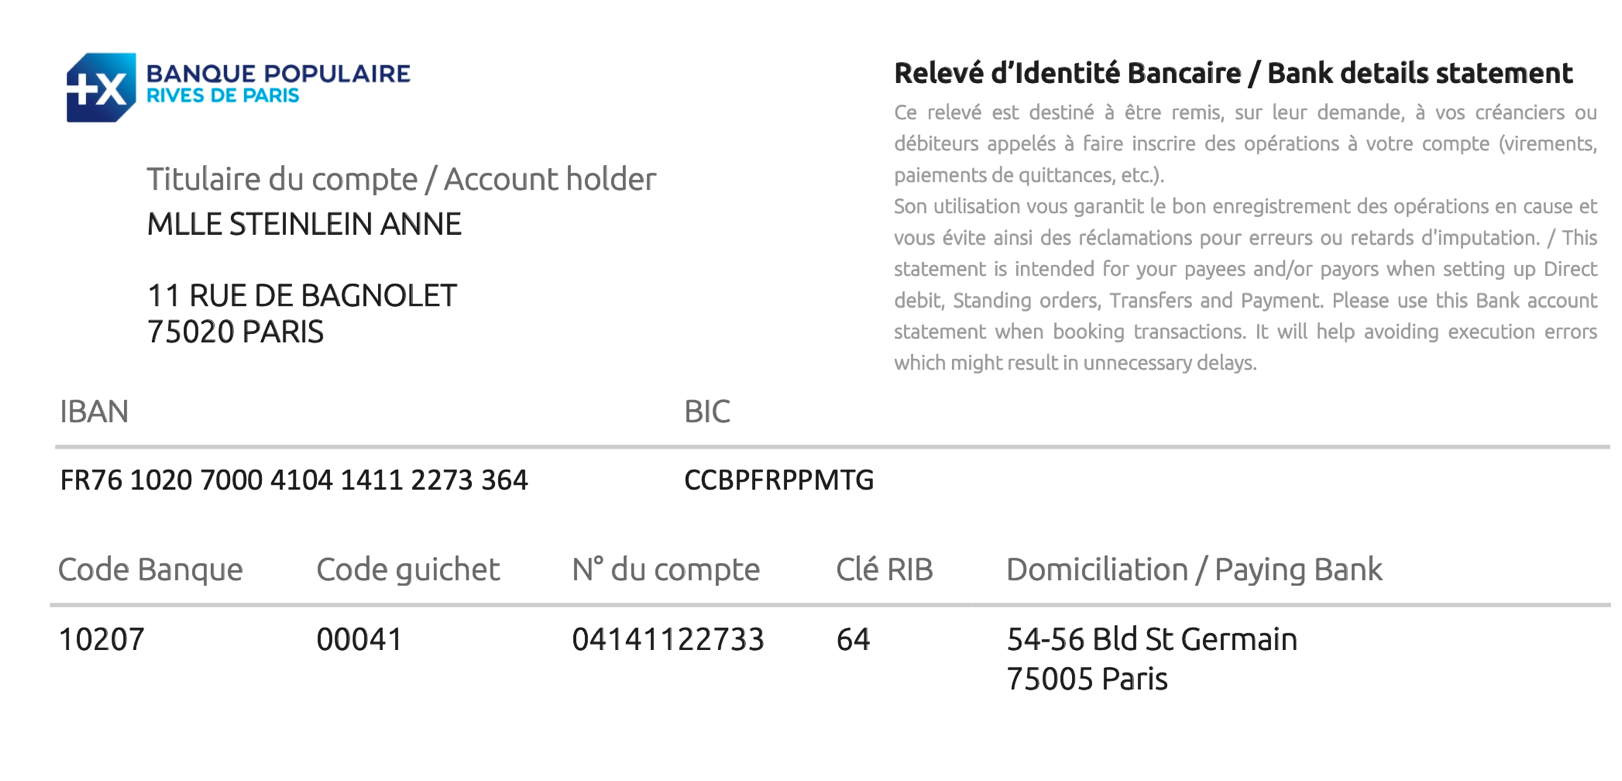 +X BANQUE POPULAIRE
RIVES DE PARIS
Titulaire du compte / Account holder
MLLE STEINLEIN ANNE
11 RUE DE BAGNOLET
75020 PARIS
Relevé d’Identité Bancaire / Bank details statement
Ce relevé est destiné à être remis, sur leur demande, à vos créanciers ou
débiteurs appelés à faire inscrire des opérations à votre compte (virements,
paiements de quittances, etc.).
Son utilisation vous garantit le bon enregistrement des opérations en cause et
vous évite ainsi des réclamations pour erreurs ou retards d'imputation. / This
statement is intended for your payees and/or payors when setting up Direct
debit, Standing orders, Transfers and Payment. Please use this Bank account
statement when booking transactions. It will help avoiding execution errors
which might result in unnecessary delays.
IBAN BIC
FR76 1020 7000 4104 1411 2273 364 CCBPFRPPMTG
Code Banque Code guichet N° du compte Clé RIB Domiciliation / Paying Bank
10207 00041 04141122733 64 54-56 Bld St Germain
75005 Paris